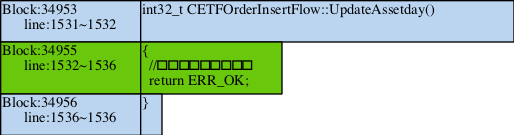 Block:34953
line:1531~1532
int32_t CETFOrderInsertFlow::UpdateAssetday()
Block:34955
line:1532~1536
{
//
return ERR_OK;
Block:34956
line:1536~1536
}